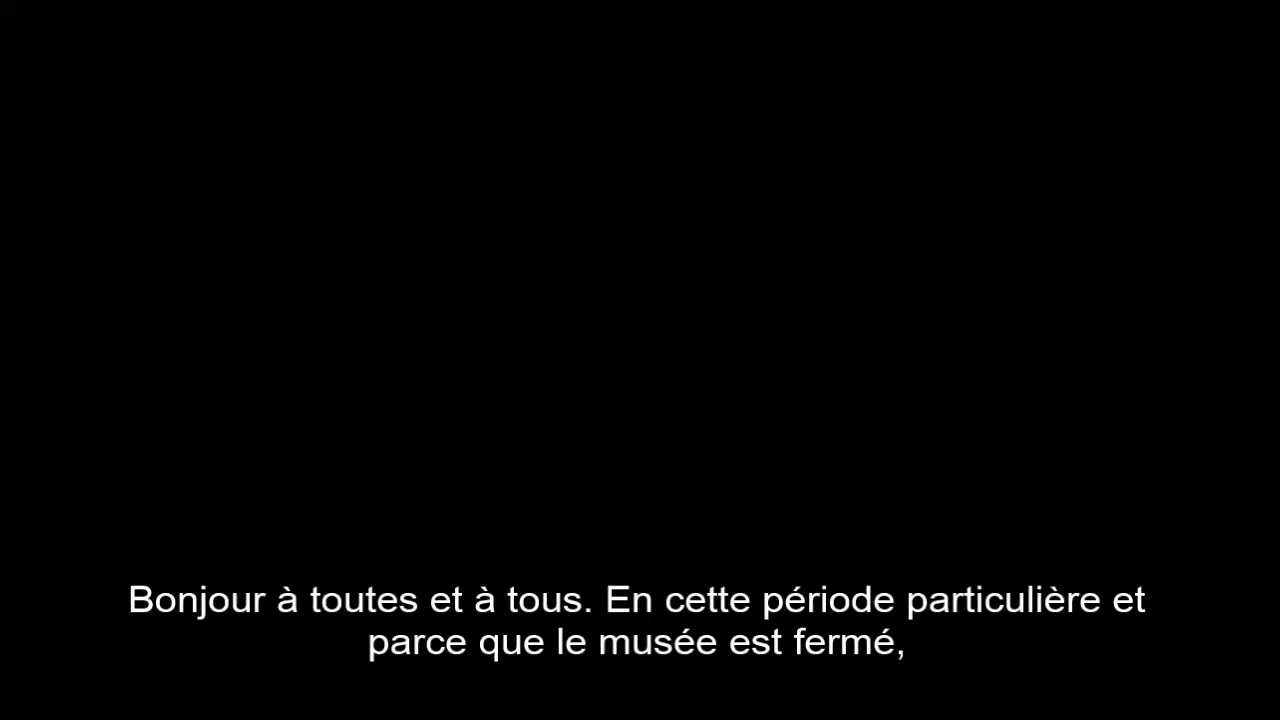 Bonjour à toutes et à tous. En cette période particulière et
parce que le musée est fermé,